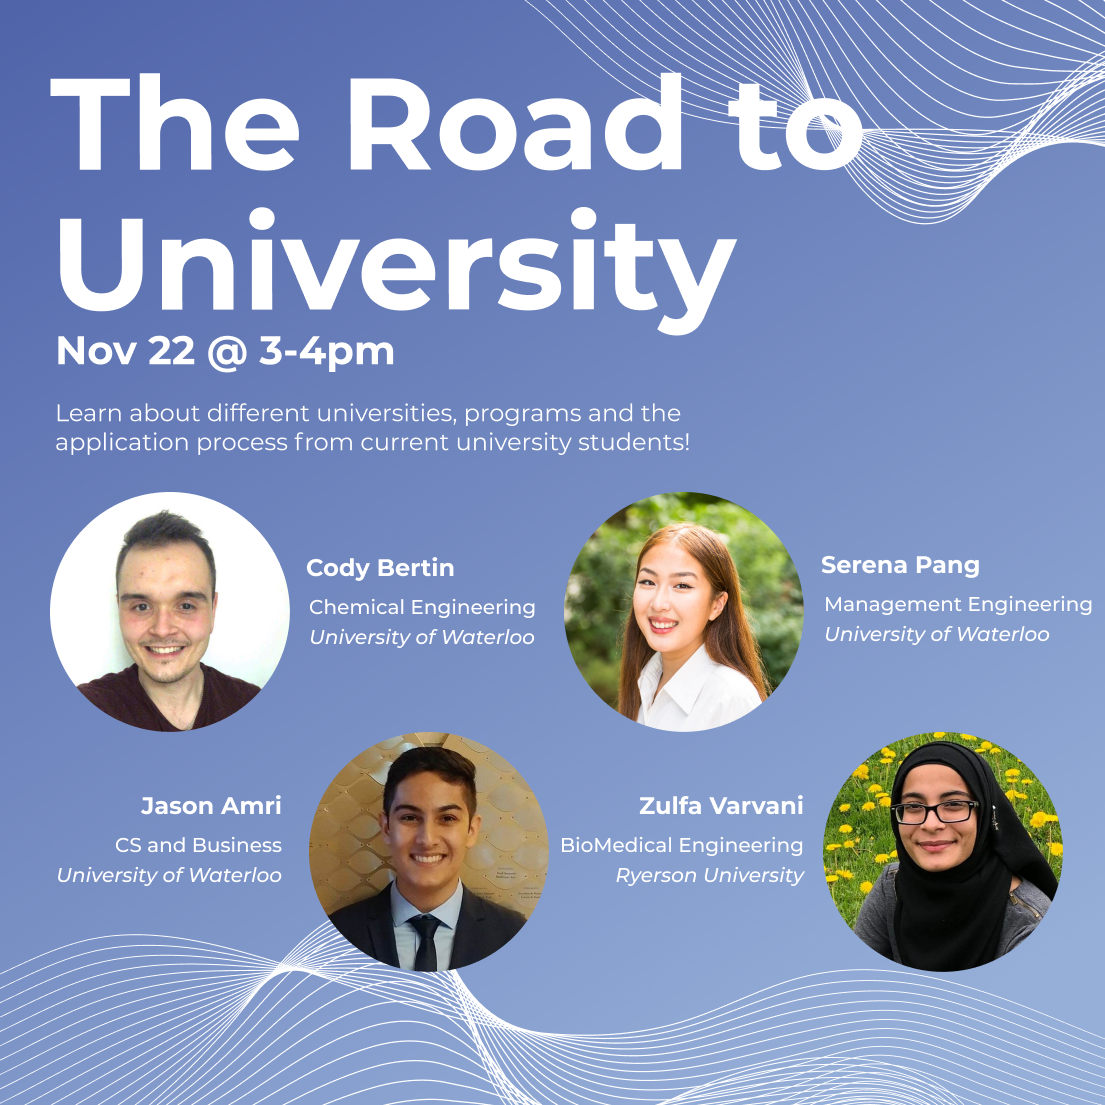 The Road to
University
Nov 22 @ 3-4pm
Learn about different universities, programs and the
application process from current university students!
Cody Bertin
Chemical Engineering
University of Waterloo
Serena Pang
Management Engineering
University of Waterloo
Jason Amri
CS and Business
University of Waterloo
Zulfa Varvani
BioMedical Engineering
Ryerson University